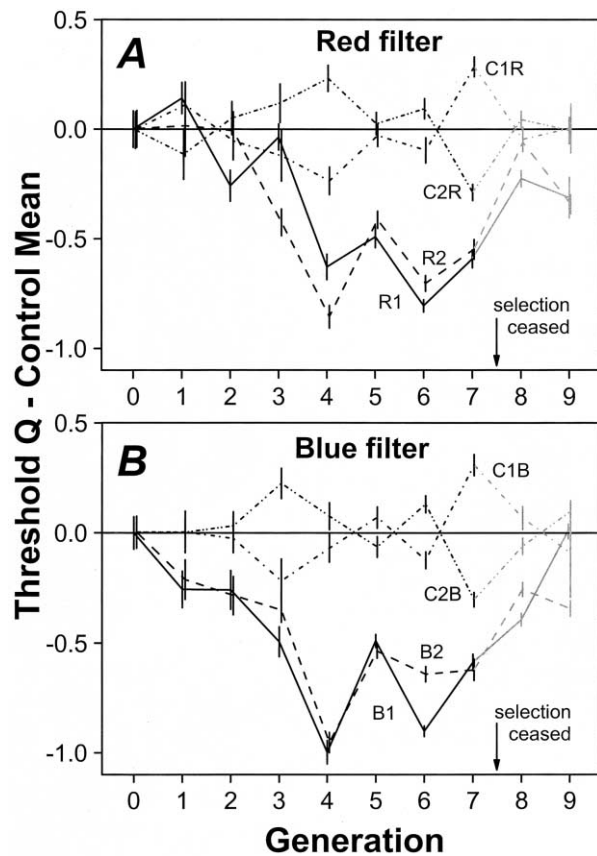 Threshold Q - Control Mean
A
Red filter
0.5
0.0
-0.5
-1.0
C1R
C2R
R2
R1
selection
ceased
0 1 2 3 4 5 6 7 8 9
B
Blue filter
0.5
0.0
-0.5
-1.0
C1B
C2B
B2
B1
selection
ceased
0 1 2 3 4 5 6 7 8 9
Generation